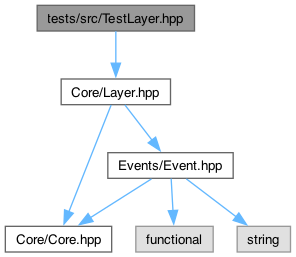 tests/src/TestLayer.hpp
Core/Layer.hpp
Events/Event.hpp
Core/Core.hpp
functional
string